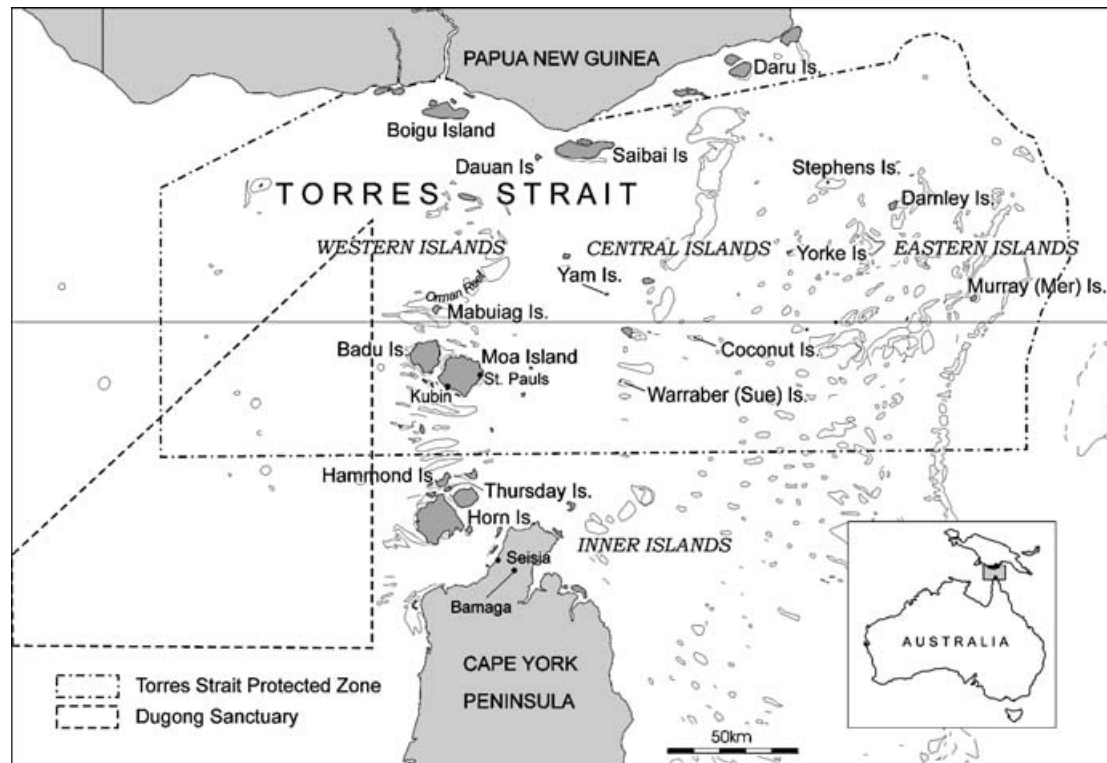 PAPUA NEW GUINEA
Daru Is.
Boigu Island
Dauan Is
Saibai Is
Stephens Is.
Darnley Is.
TORRES STRAIT
WESTERN ISLANDS
CENTRAL ISLANDS
Yorke Is
EASTERN ISLANDS
Yam Is.
Orman Reef
Mabuiag Is.
Murray (Mer) Is.
Badu Is.
Moa Island
St. Pauls
Kubin
Coconut Is.
Warraber (Sue) Is.
Hammond Is
Thursday Is.
Horn Is.
INNER ISLANDS
Seisia
Bamaga
CAPE YORK
PENINSULA
AUSTRALIA
Torres Strait Protected Zone
Dugong Sanctuary
50km